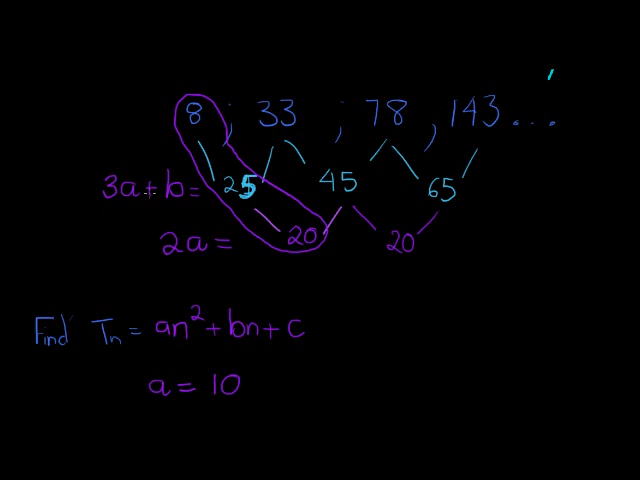 8 ; 33 ; 78 , 143 ...
3a + b = 25 45 65
2a = 20 20
Find Tn = an² + bn + c
a = 10